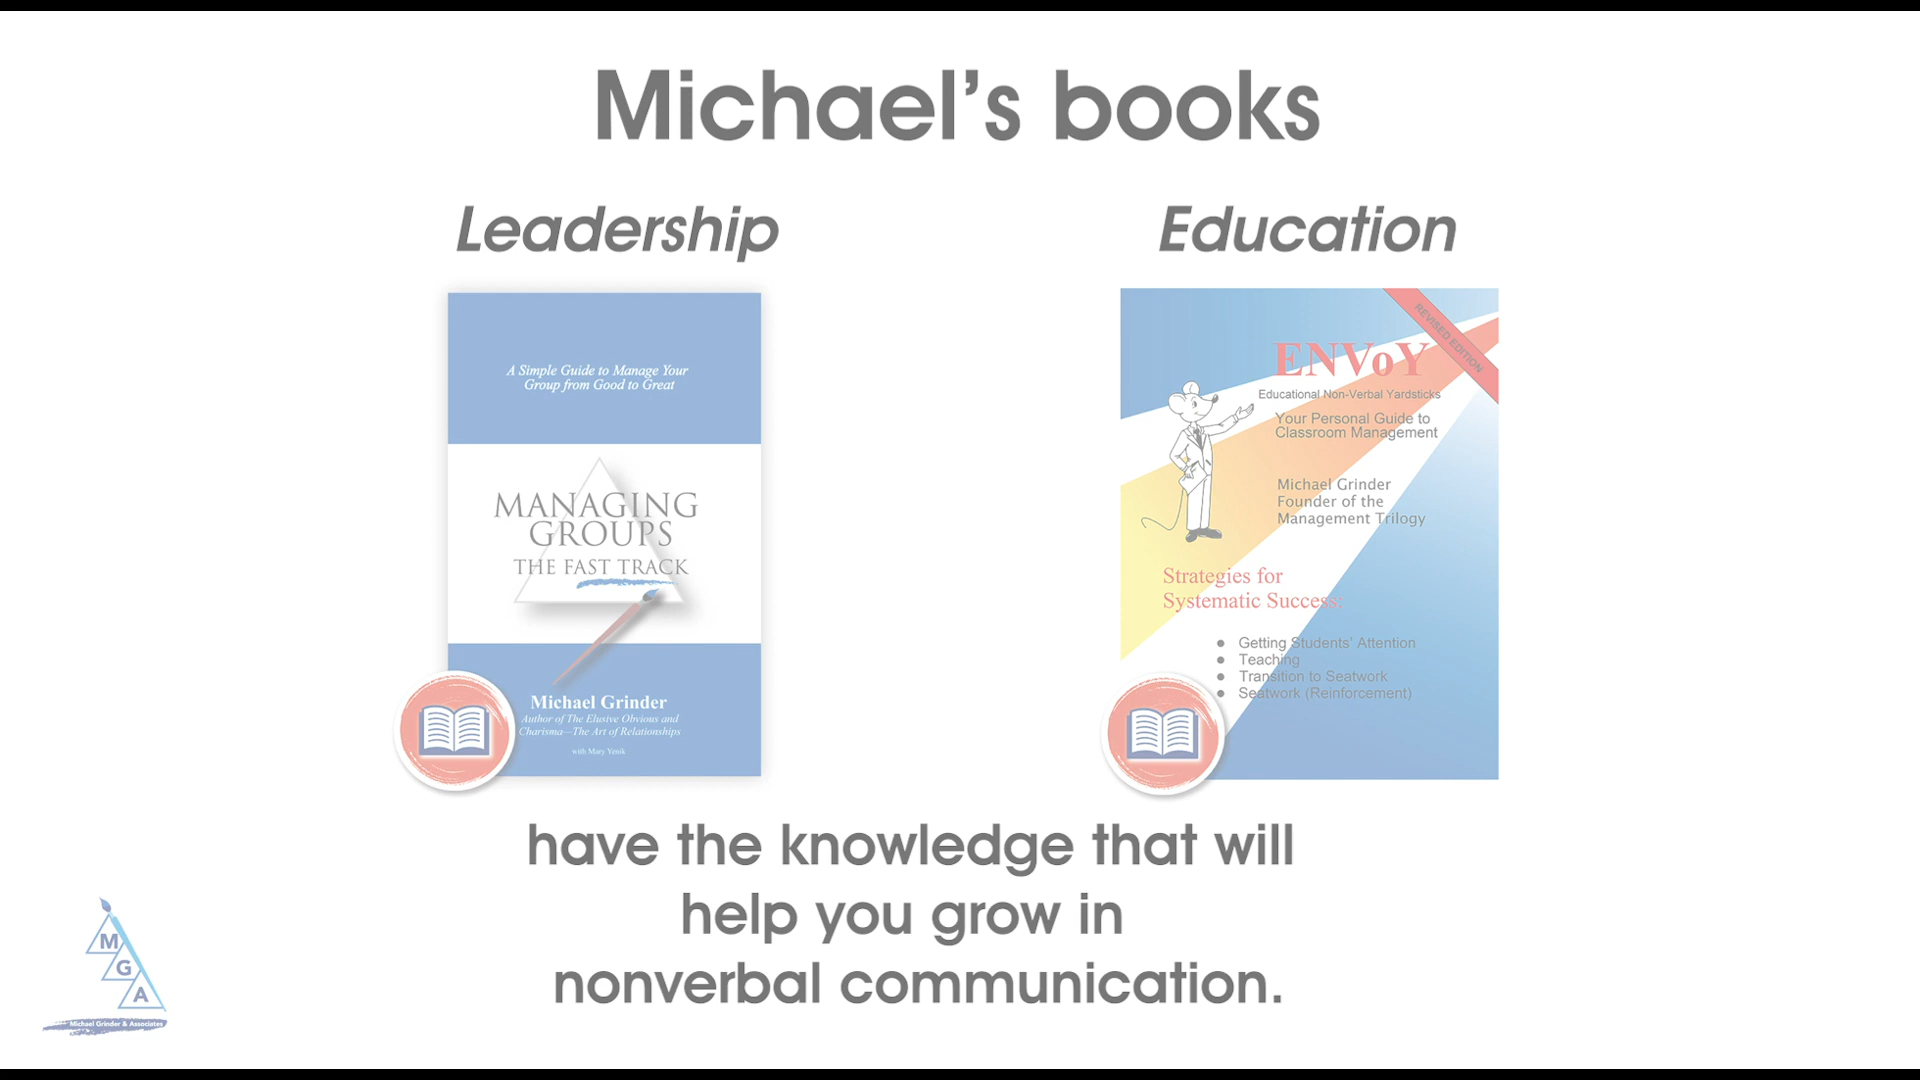 Michael's books
Leadership
Education
A Simple Guide to Manage Your
Group from Good to Great
MANAGING
GROUPS
THE FAST TRACK
Michael Grinder
Author of The Elusive Obvious and
Charisma—The Art of Relationships
with Mary Yenik
REVISED EDITION
ENVoY
Educational Non-Verbal Yardsticks
Your Personal Guide to
Classroom Management
Michael Grinder
Founder of the
Management Trilogy
Strategies for
Systematic Success:
● Getting Students' Attention
● Teaching
● Transition to Seatwork
● Seatwork (Reinforcement)
have the knowledge that will
help you grow in
nonverbal communication.
M
G
A
Michael Grinder & Associates